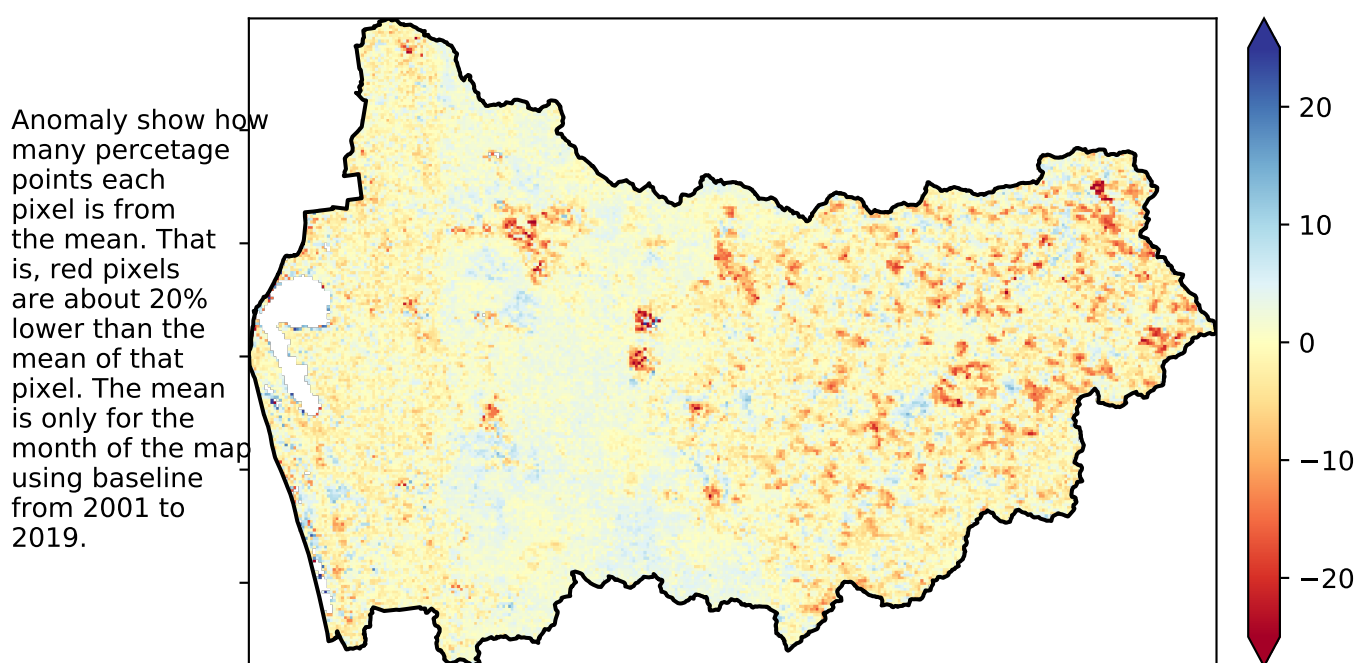 Anomaly show how
many percetage
points each
pixel is from
the mean. That
is, red pixels
are about 20%
lower than the
mean of that
pixel. The mean
is only for the
month of the map
using baseline
from 2001 to
2019.
20
10
0
−10
−20